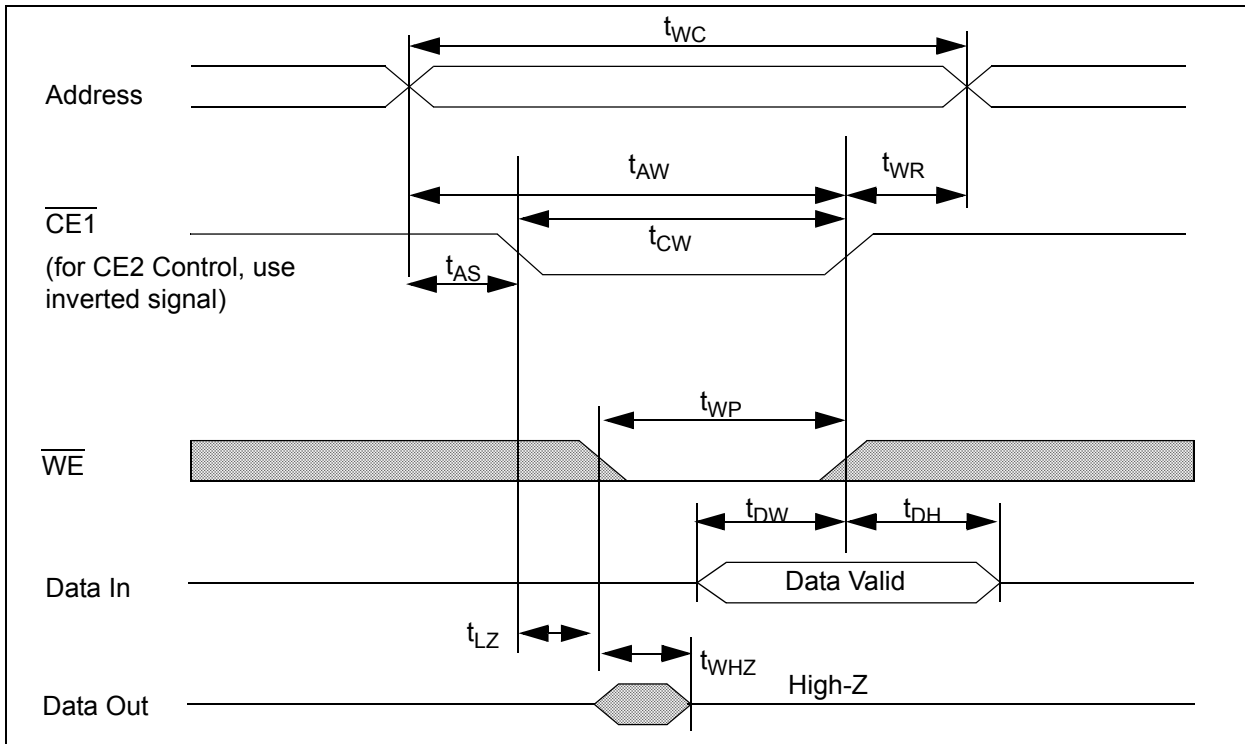 tWC
Address
tAW
tWR
CE1
tCW
(for CE2 Control, use
inverted signal)
tAS
tWP
WE
tDW
tDH
Data In
Data Valid
tLZ
tWHZ
High-Z
Data Out